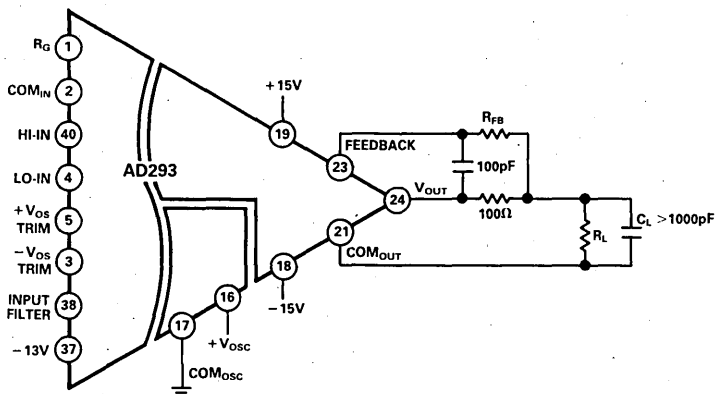 R_G
1
COM_IN
2
HI-IN
40
LO-IN
4
+V_OS
TRIM
5
−V_OS
TRIM
3
INPUT
FILTER
38
−13V
37
AD293
+15V
19
FEEDBACK
23
V_OUT
24
21
COM_OUT
18
−15V
16
+V_OSC
17
COM_OSC
R_FB
100pF
100Ω
R_L
C_L >1000pF